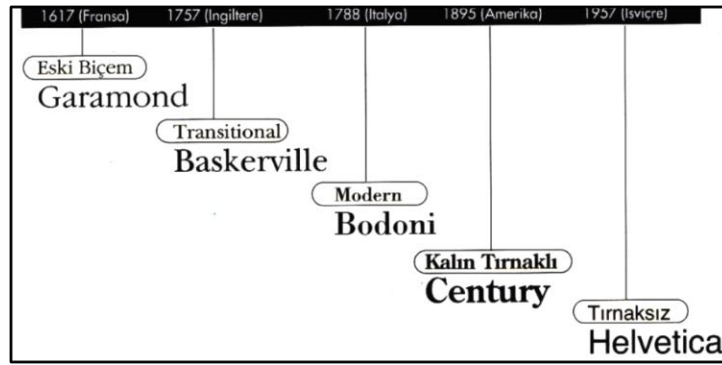 1617 (Fransa) 1757 (İngiltere) 1788 (İtalya) 1895 (Amerika) 1957 (İsviçre)
Eski Biçem
Garamond
Transitional
Baskerville
Modern
Bodoni
Kalın Tırnaklı
Century
Tırnaksız
Helvetica